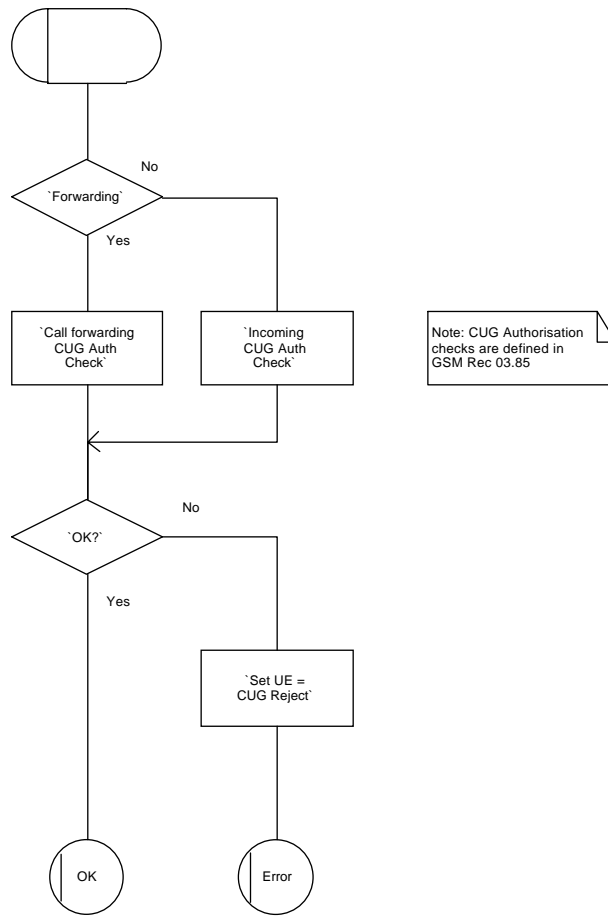 No
`Forwarding`
Yes
`Call forwarding
CUG Auth
Check`
`Incoming
CUG Auth
Check`
Note: CUG Authorisation
checks are defined in
GSM Rec 03.85
No
`OK?`
Yes
`Set UE =
CUG Reject`
OK
Error